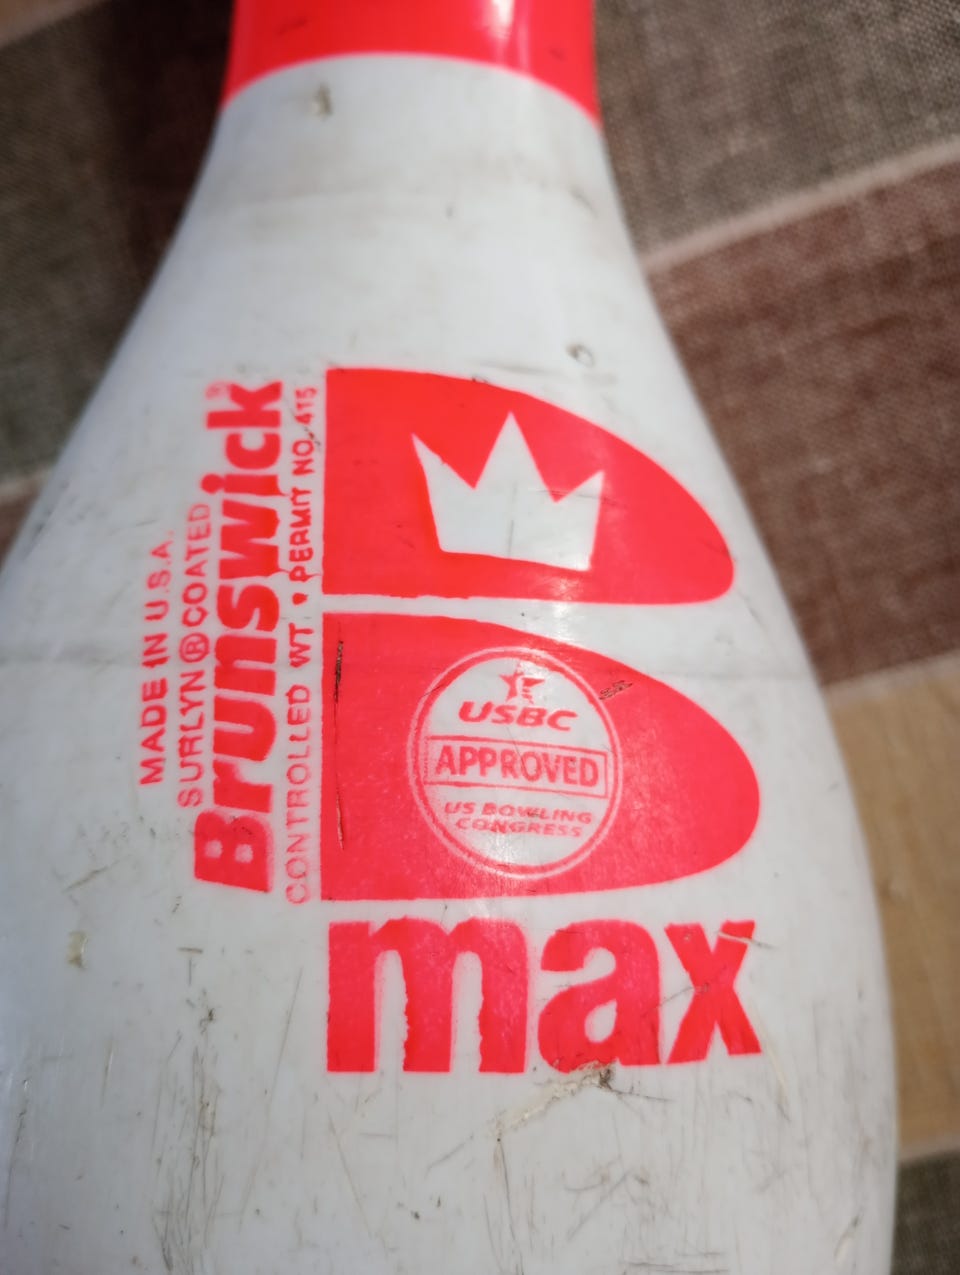 MADE IN U.S.A.
SURLYN® COATED
Brunswick®
CONTROLLED WT. • PERMIT NO. 415
USBC
APPROVED
US BOWLING
CONGRESS
max